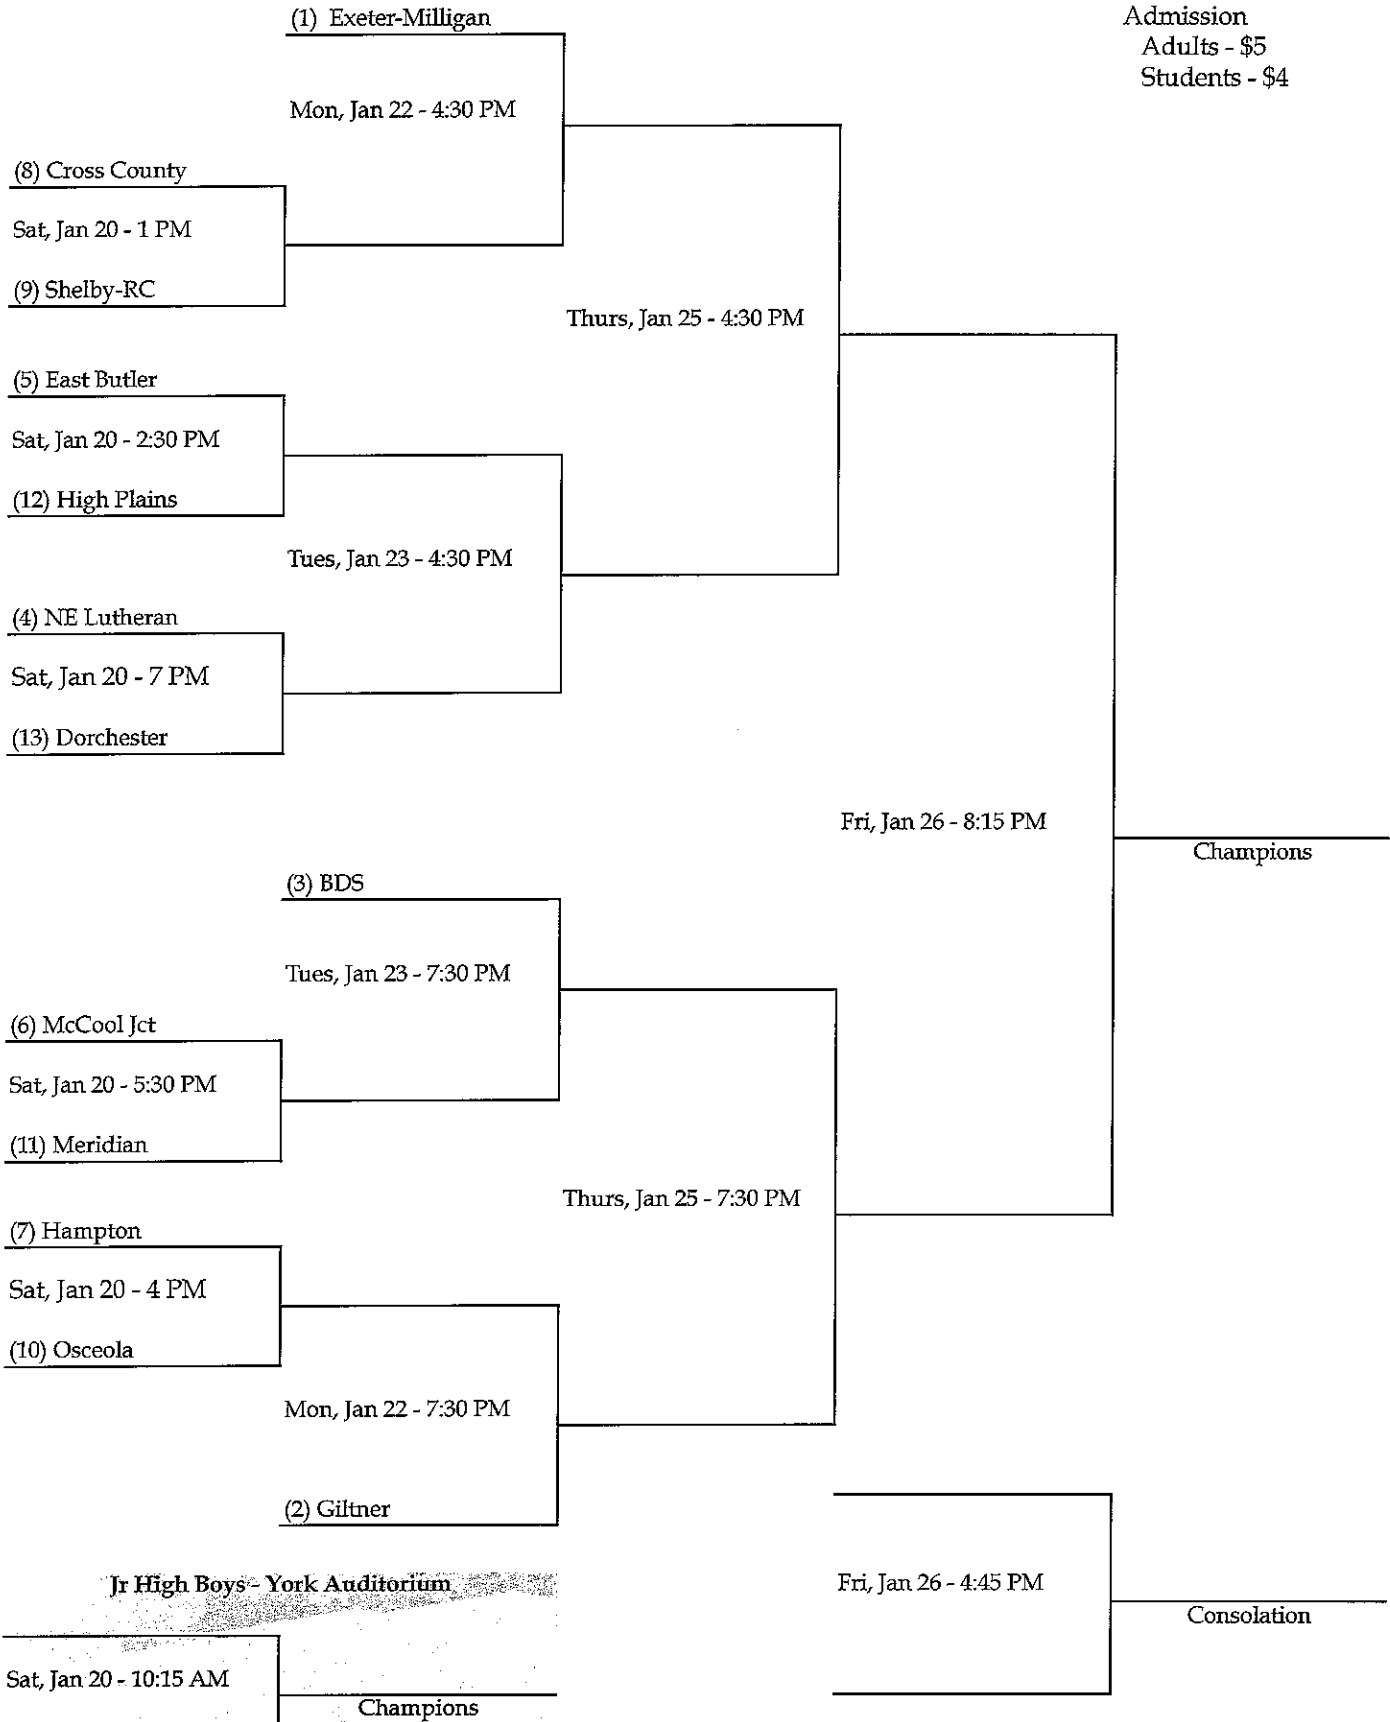 (1) Exeter-Milligan
Admission
Adults - $5
Students - $4
Mon, Jan 22 - 4:30 PM
(8) Cross County
Sat, Jan 20 - 1 PM
(9) Shelby-RC
Thurs, Jan 25 - 4:30 PM
(5) East Butler
Sat, Jan 20 - 2:30 PM
(12) High Plains
Tues, Jan 23 - 4:30 PM
(4) NE Lutheran
Sat, Jan 20 - 7 PM
(13) Dorchester
Fri, Jan 26 - 8:15 PM
Champions
(3) BDS
Tues, Jan 23 - 7:30 PM
(6) McCool Jct
Sat, Jan 20 - 5:30 PM
(11) Meridian
Thurs, Jan 25 - 7:30 PM
(7) Hampton
Sat, Jan 20 - 4 PM
(10) Osceola
Mon, Jan 22 - 7:30 PM
(2) Giltner
Jr High Boys - York Auditorium
Fri, Jan 26 - 4:45 PM
Consolation
Sat, Jan 20 - 10:15 AM
Champions